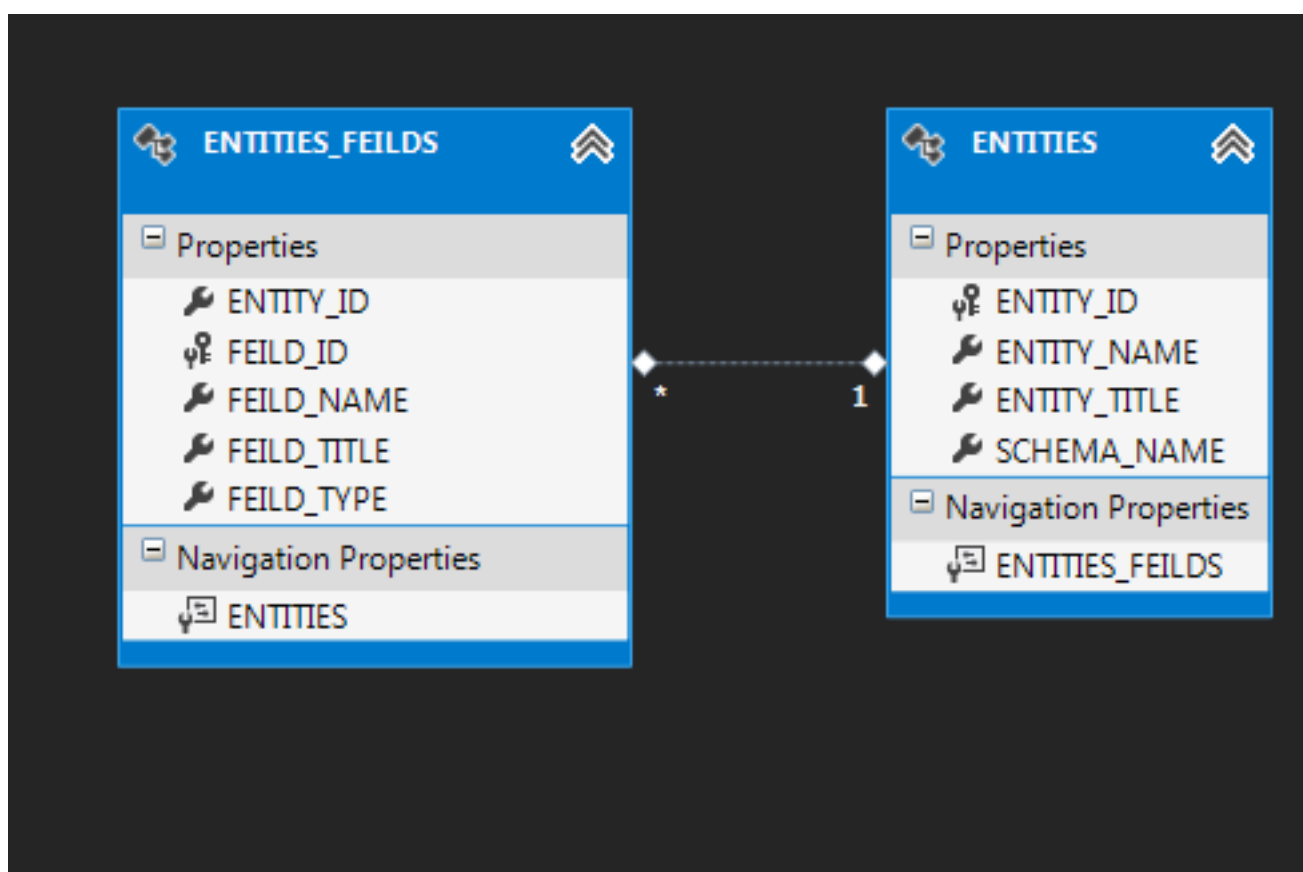 ENTITIES_FEILDS
Properties
ENTITY_ID
FEILD_ID
FEILD_NAME
FEILD_TITLE
FEILD_TYPE
Navigation Properties
ENTITIES
*
1
ENTITIES
Properties
ENTITY_ID
ENTITY_NAME
ENTITY_TITLE
SCHEMA_NAME
Navigation Properties
ENTITIES_FEILDS